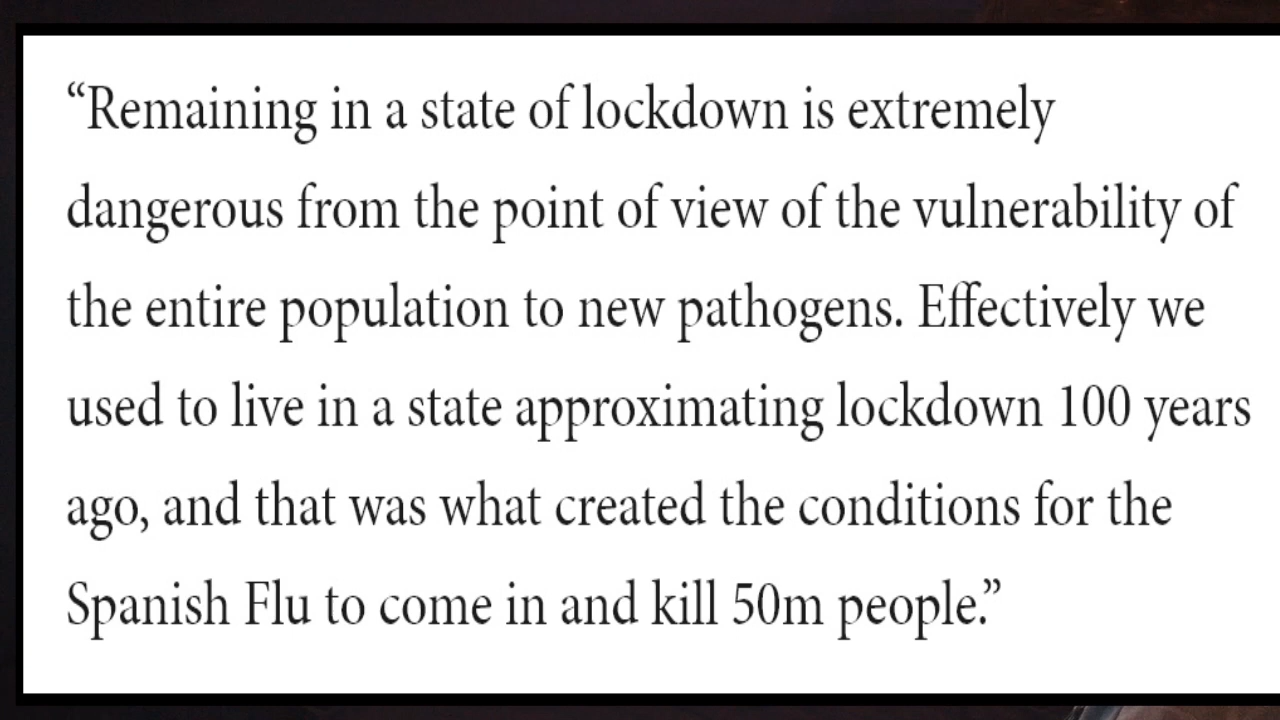 “Remaining in a state of lockdown is extremely
dangerous from the point of view of the vulnerability of
the entire population to new pathogens. Effectively we
used to live in a state approximating lockdown 100 years
ago, and that was what created the conditions for the
Spanish Flu to come in and kill 50m people.”